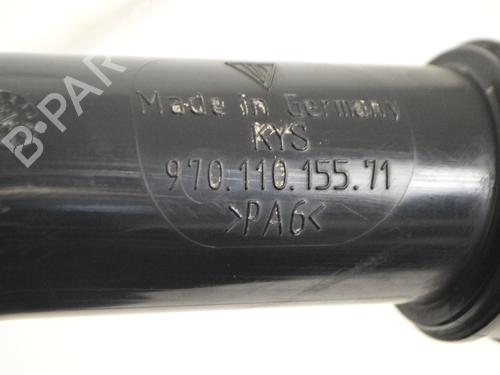 B-PAR
Made in Germany
KYS
970.110.155.71
>PA6<